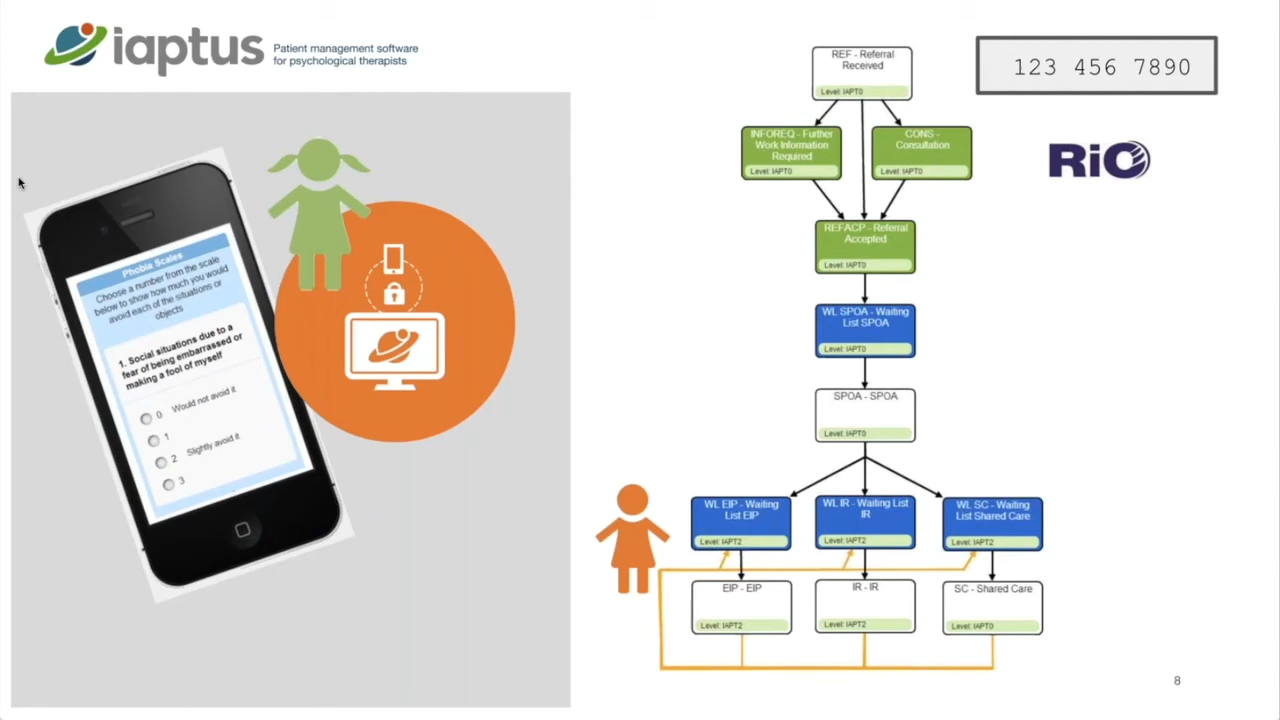 iaptus
Patient management software
for psychological therapists
Phobia Scales
Choose a number from the scale
below to show how much you would
avoid each of the situations or
objects
1. Social situations due to a
fear of being embarrassed or
making a fool of myself
0 Would not avoid it
1
2 Slightly avoid it
3
REF - Referral
Received
Level: IAPT0
INFOREQ - Further
Work Information
Required
Level: IAPT0
CONS -
Consultation
Level: IAPT0
REFACP - Referral
Accepted
Level: IAPT0
WL SPOA - Waiting
List SPOA
Level: IAPT0
SPOA - SPOA
Level: IAPT0
WL EIP - Waiting
List EIP
Level: IAPT2
WL IR - Waiting List
IR
Level: IAPT2
WL SC - Waiting
List Shared Care
Level: IAPT2
EIP - EIP
Level: IAPT2
IR - IR
Level: IAPT2
SC - Shared Care
Level: IAPT0
123 456 7890
RiO
8